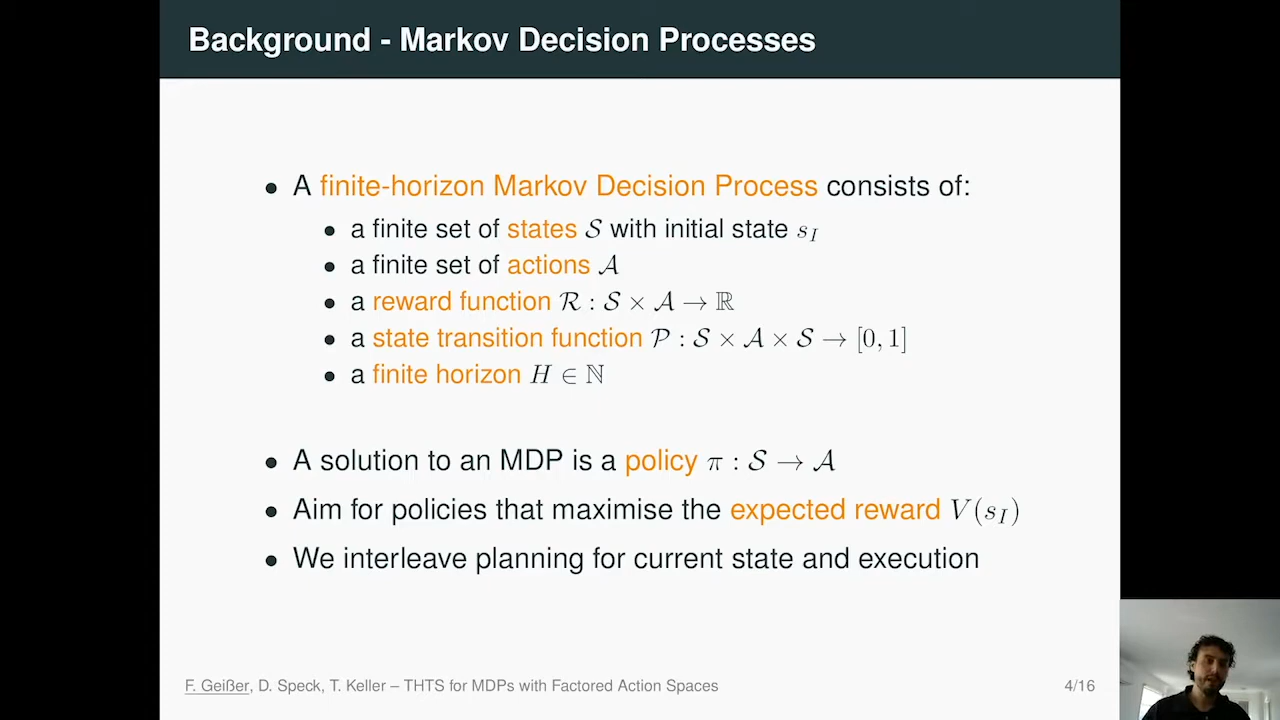 Background - Markov Decision Processes
• A finite-horizon Markov Decision Process consists of:
• a finite set of states 𝒮 with initial state s_I
• a finite set of actions 𝒜
• a reward function ℛ : 𝒮 × 𝒜 → ℝ
• a state transition function 𝒫 : 𝒮 × 𝒜 × 𝒮 → [0, 1]
• a finite horizon H ∈ ℕ
• A solution to an MDP is a policy π : 𝒮 → 𝒜
• Aim for policies that maximise the expected reward V(s_I)
• We interleave planning for current state and execution
F. Geißer, D. Speck, T. Keller – THTS for MDPs with Factored Action Spaces
4/16